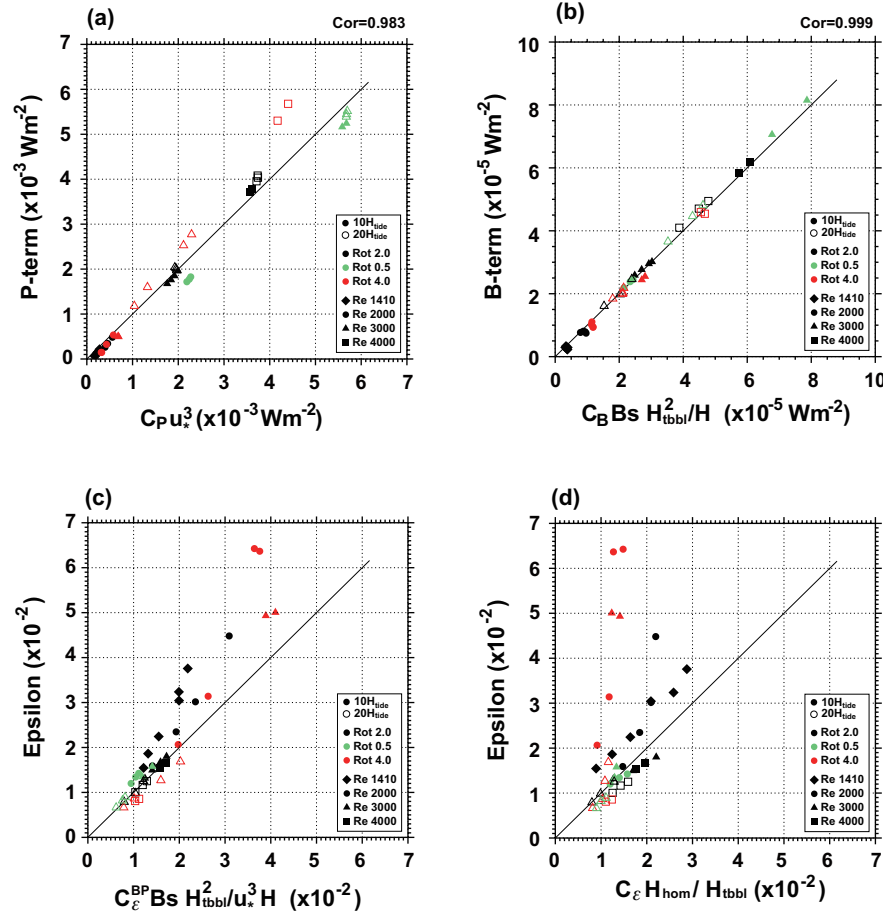 (a)
Cor=0.983
7
6
5
4
3
2
1
0
P-term (x10⁻³ Wm⁻²)
10H_tide
20H_tide
Rot 2.0
Rot 0.5
Rot 4.0
Re 1410
Re 2000
Re 3000
Re 4000
0 1 2 3 4 5 6 7
C_P u_*³ (x10⁻³ Wm⁻²)
(b)
Cor=0.999
10
8
6
4
2
0
B-term (x10⁻⁵ Wm⁻²)
10H_tide
20H_tide
Rot 2.0
Rot 0.5
Rot 4.0
Re 1410
Re 2000
Re 3000
Re 4000
0 2 4 6 8 10
C_B Bs H²_tbbl/H (x10⁻⁵ Wm⁻²)
(c)
7
6
5
4
3
2
1
0
Epsilon (x10⁻²)
10H_tide
20H_tide
Rot 2.0
Rot 0.5
Rot 4.0
Re 1410
Re 2000
Re 3000
Re 4000
0 1 2 3 4 5 6 7
C_ε^BP Bs H²_tbbl/u_*³ H (x10⁻²)
(d)
7
6
5
4
3
2
1
0
Epsilon (x10⁻²)
10H_tide
20H_tide
Rot 2.0
Rot 0.5
Rot 4.0
Re 1410
Re 2000
Re 3000
Re 4000
0 1 2 3 4 5 6 7
C_ε H_hom / H_tbbl (x10⁻²)